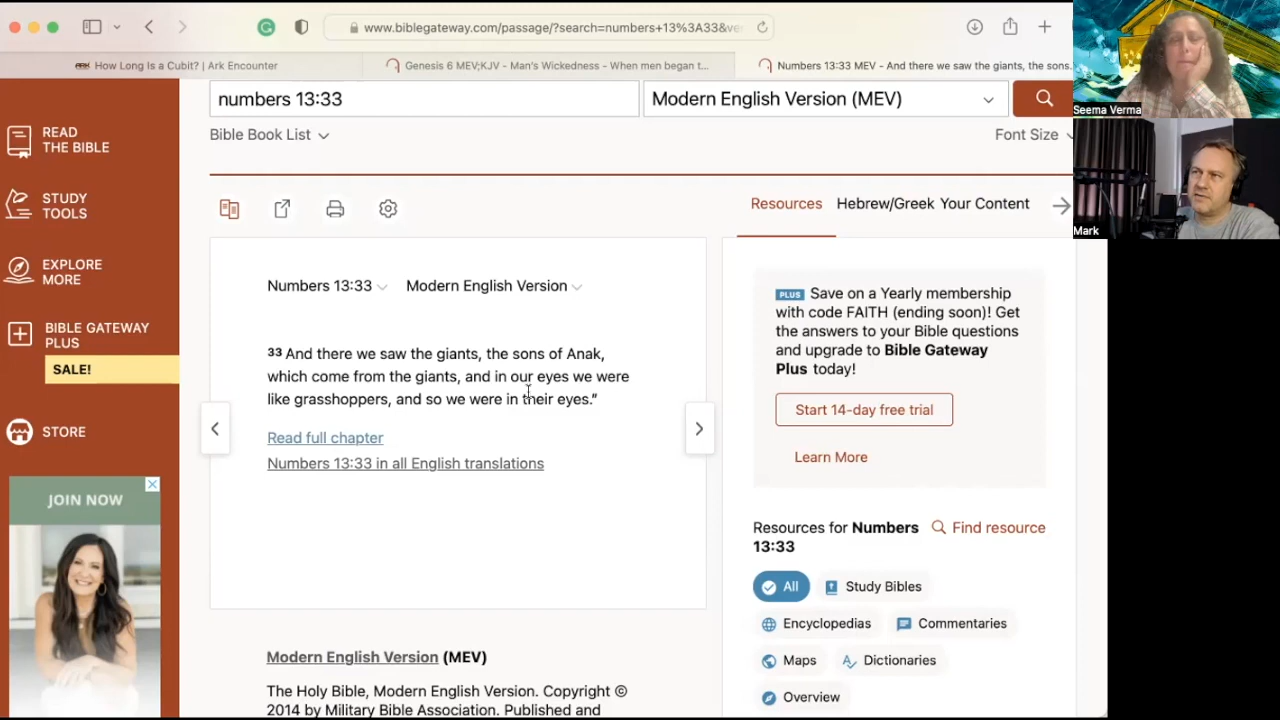 www.biblegateway.com/passage/?search=numbers+13%3A33&ve
How Long Is a Cubit? | Ark Encounter
Genesis 6 MEV;KJV - Man's Wickedness - When men began t...
Numbers 13:33 MEV - And there we saw the giants, the sons.
numbers 13:33
Modern English Version (MEV)
Bible Book List
Font Size
READ
THE BIBLE
STUDY
TOOLS
EXPLORE
MORE
BIBLE GATEWAY
PLUS
SALE!
STORE
JOIN NOW
Resources
Hebrew/Greek
Your Content
Numbers 13:33
Modern English Version
33 And there we saw the giants, the sons of Anak,
which come from the giants, and in our eyes we were
like grasshoppers, and so we were in their eyes.”
Read full chapter
Numbers 13:33 in all English translations
Modern English Version (MEV)
The Holy Bible, Modern English Version. Copyright ©
2014 by Military Bible Association. Published and
PLUS Save on a Yearly membership
with code FAITH (ending soon)! Get
the answers to your Bible questions
and upgrade to Bible Gateway
Plus today!
Start 14-day free trial
Learn More
Resources for Numbers
13:33
Find resource
All
Study Bibles
Encyclopedias
Commentaries
Maps
Dictionaries
Overview
Seema Verma
Mark